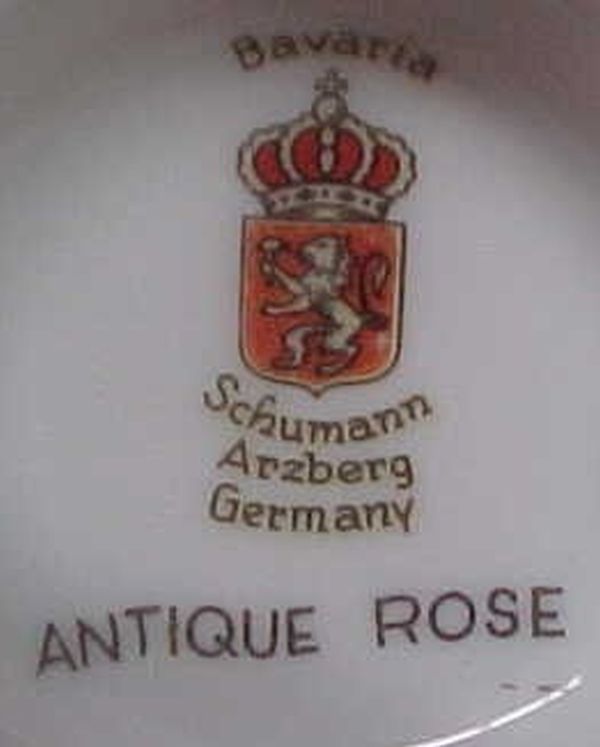 Bavaria
Schumann
Arzberg
Germany
ANTIQUE ROSE